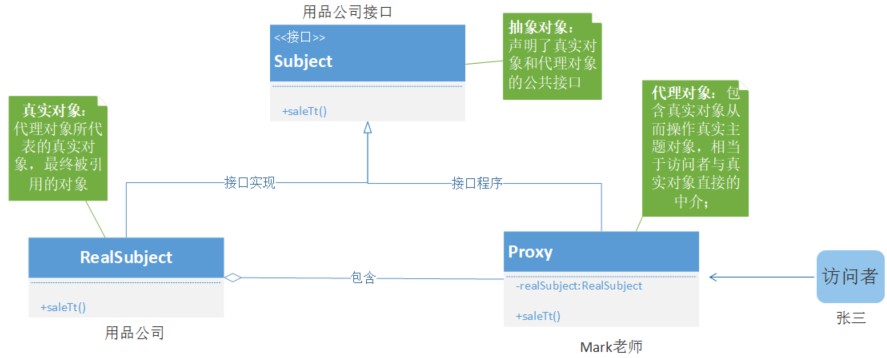 用品公司接口
<<接口>>
Subject
+saleTt()
抽象对象：
声明了真实对
象和代理对象
的公共接口
真实对象：
代理对象所代
表的真实对
象，最终被引
用的对象
代理对象：包
含真实对象从
而操作真实主
题对象，相当
于访问者与真
实对象直接的
中介；
接口实现
接口程序
RealSubject
+saleTt()
用品公司
包含
Proxy
-realSubject:RealSubject
+saleTt()
Mark老师
访问者
张三